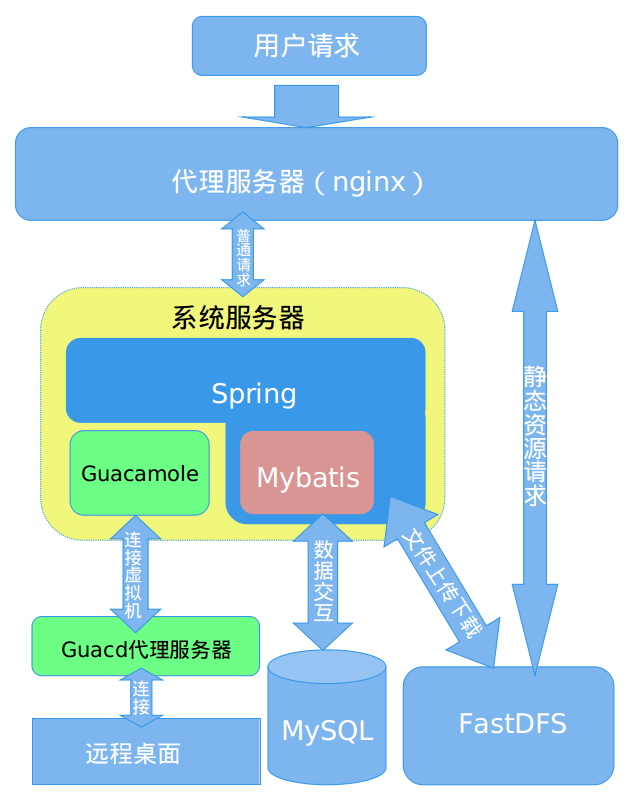 用户请求
代理服务器（nginx）
普通请求
系统服务器
Spring
Guacamole
Mybatis
静态资源请求
连接虚拟机
数据交互
文件上传下载
Guacd代理服务器
连接
远程桌面
MySQL
FastDFS